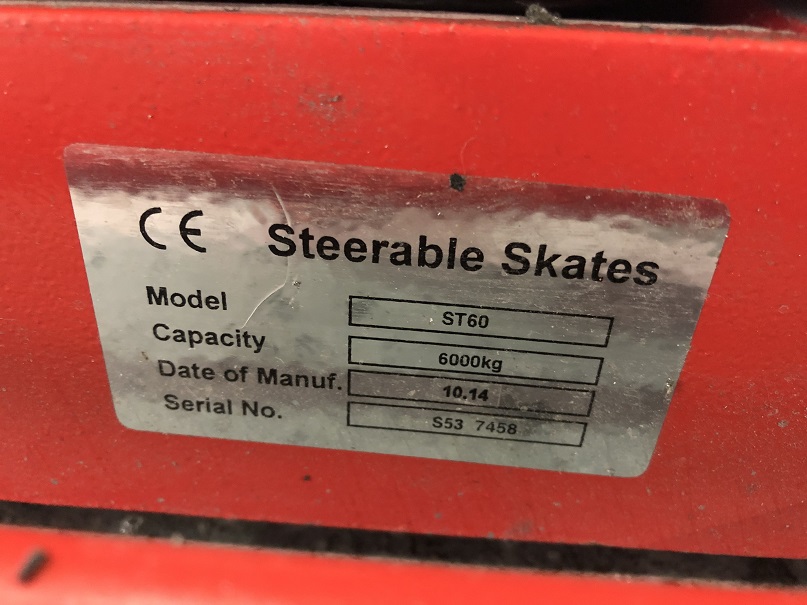 CE Steerable Skates
Model ST60
Capacity 6000kg
Date of Manuf. 10.14
Serial No. S53 7458